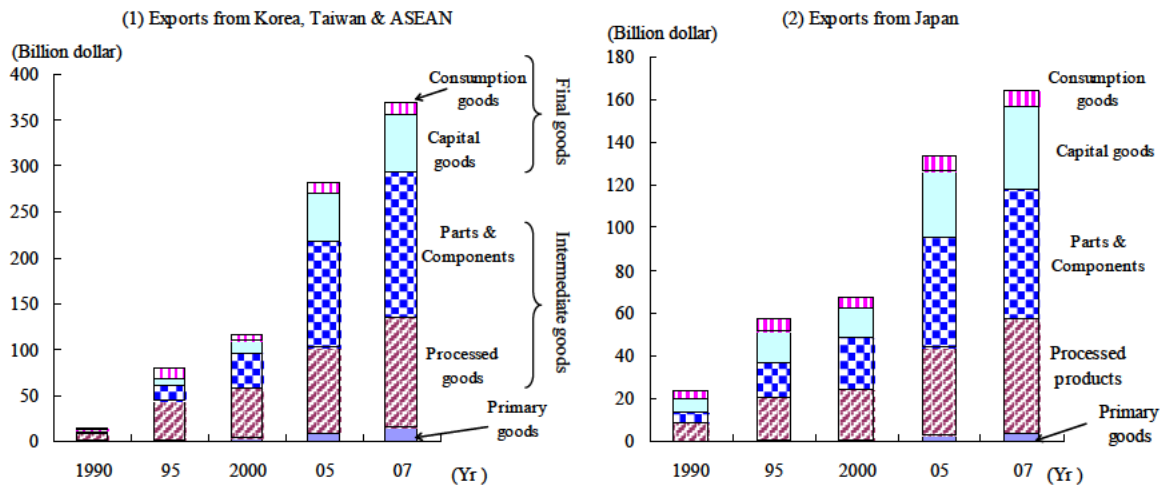 (1) Exports from Korea, Taiwan & ASEAN
(Billion dollar)
400
350
300
250
200
150
100
50
0
1990
95
2000
05
07
(Yr)
Consumption
goods
Capital
goods
Final goods
Parts &
Components
Processed
goods
Intermediate goods
Primary
goods
(2) Exports from Japan
(Billion dollar)
180
160
140
120
100
80
60
40
20
0
1990
95
2000
05
07
(Yr )
Consumption
goods
Capital goods
Parts &
Components
Processed
products
Primary
goods